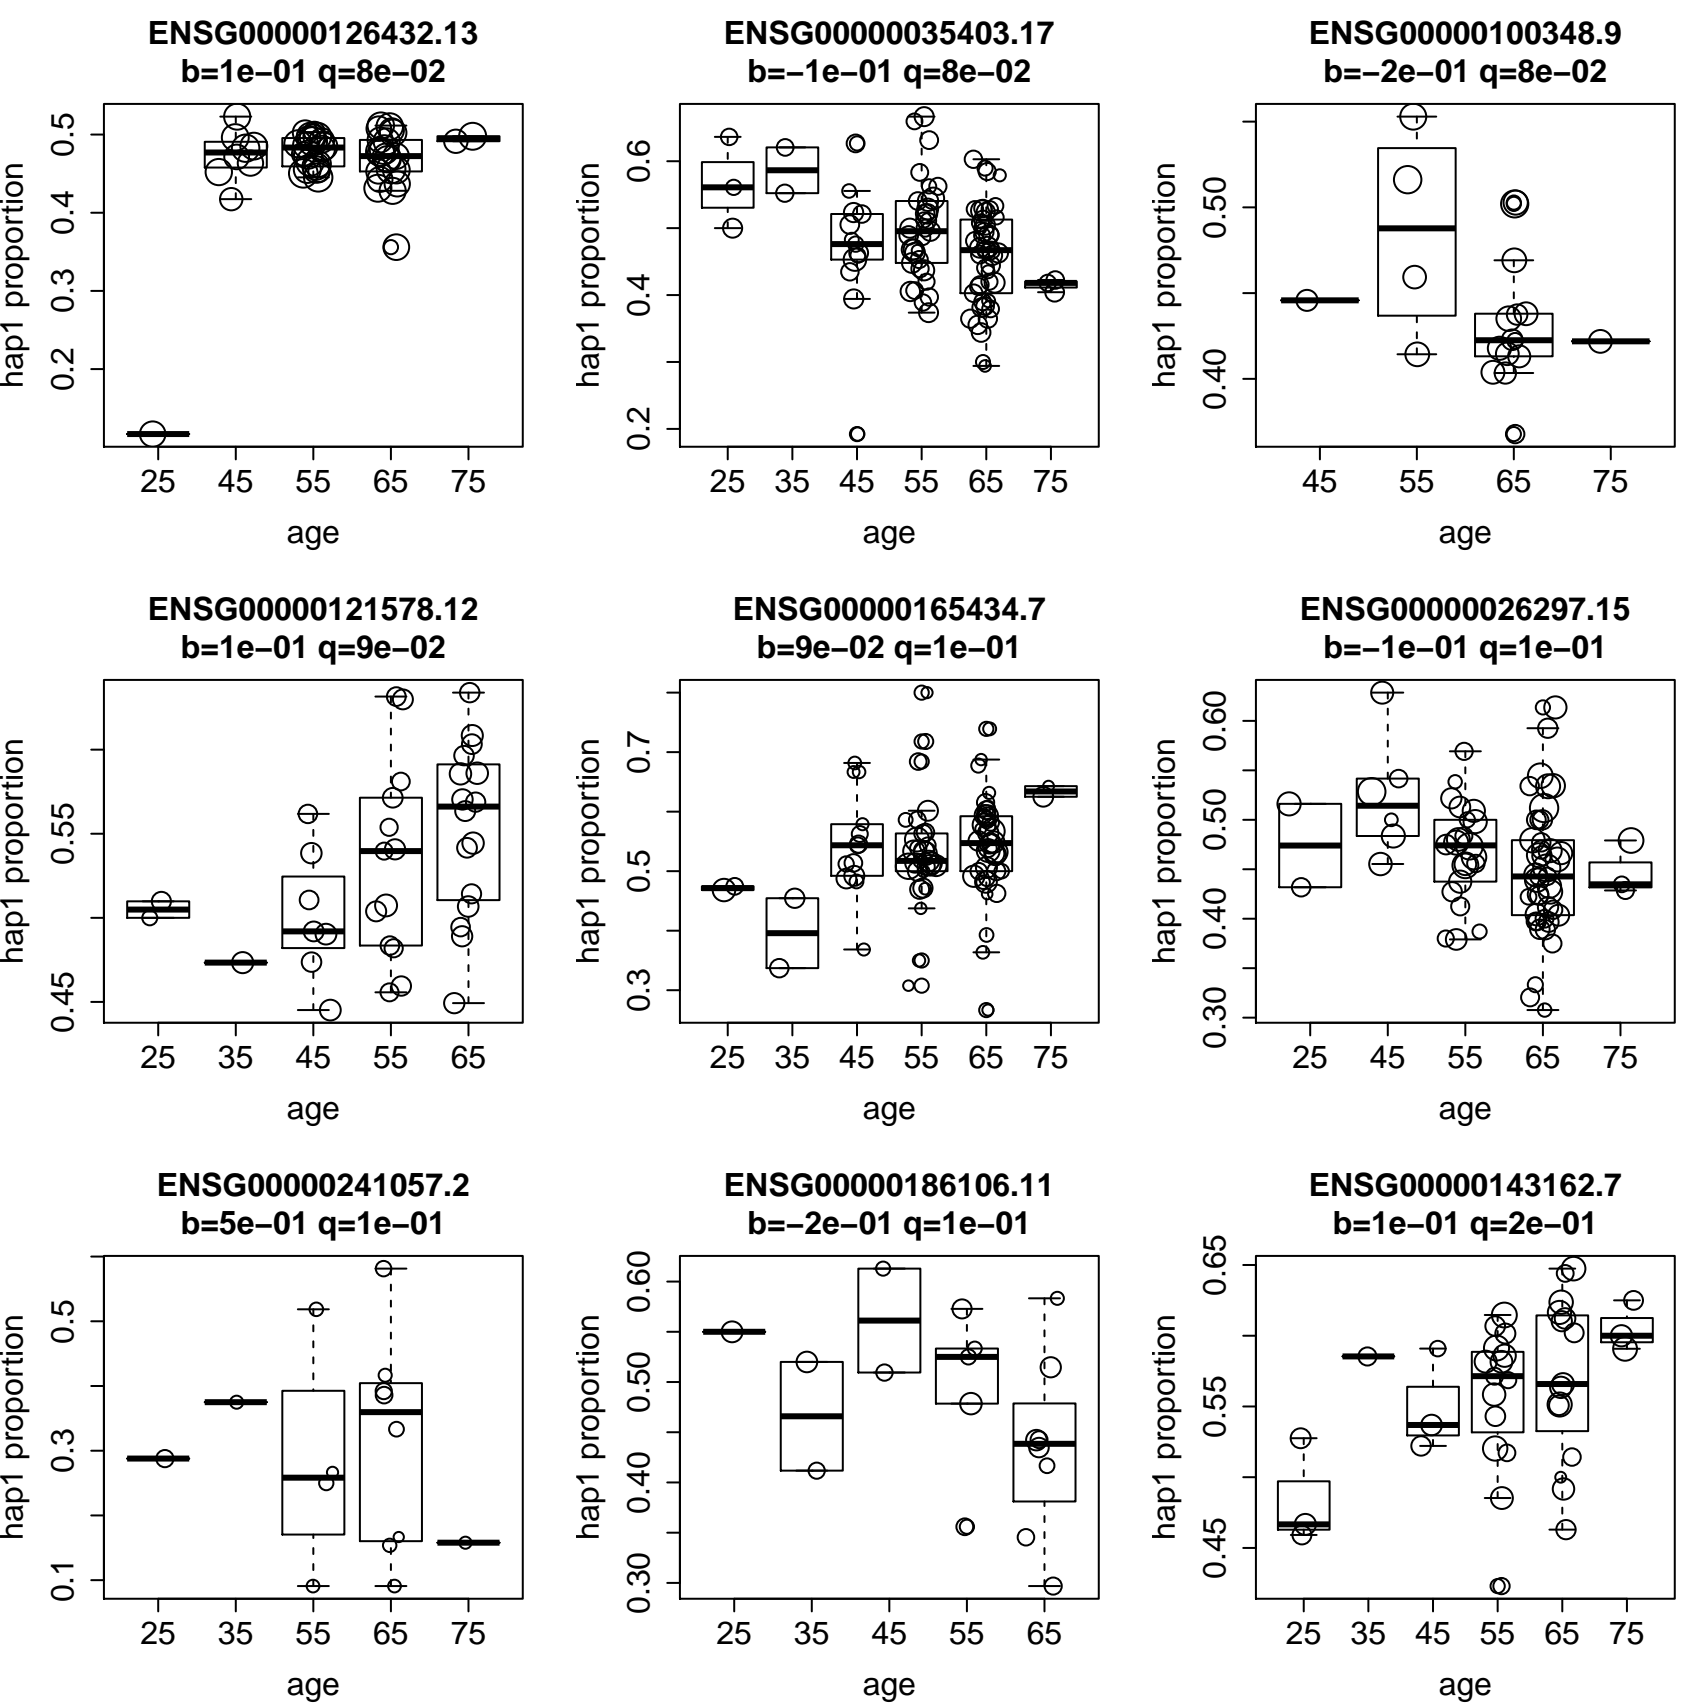 ENSG00000126432.13
b=1e−01 q=8e−02
hap1 proportion
0.5
0.4
0.3
0.2
25 45 55 65 75
age
ENSG00000035403.17
b=−1e−01 q=8e−02
hap1 proportion
0.6
0.4
0.2
25 35 45 55 65 75
age
ENSG00000100348.9
b=−2e−01 q=8e−02
hap1 proportion
0.50
0.40
45 55 65 75
age
ENSG00000121578.12
b=1e−01 q=9e−02
hap1 proportion
0.55
0.45
25 35 45 55 65
age
ENSG00000165434.7
b=9e−02 q=1e−01
hap1 proportion
0.7
0.5
0.3
25 35 45 55 65 75
age
ENSG00000026297.15
b=−1e−01 q=1e−01
hap1 proportion
0.60
0.50
0.40
0.30
25 45 55 65 75
age
ENSG00000241057.2
b=5e−01 q=1e−01
hap1 proportion
0.5
0.3
0.1
25 35 55 65 75
age
ENSG00000186106.11
b=−2e−01 q=1e−01
hap1 proportion
0.60
0.50
0.40
0.30
25 35 45 55 65
age
ENSG00000143162.7
b=1e−01 q=2e−01
hap1 proportion
0.65
0.55
0.45
25 35 45 55 65 75
age